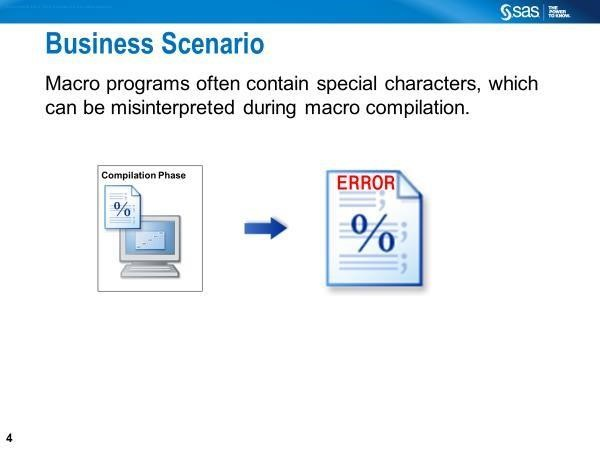 sas THE
POWER
TO KNOW.
Business Scenario
Macro programs often contain special characters, which
can be misinterpreted during macro compilation.
Compilation Phase
%
ERROR
%
;
;
;
4